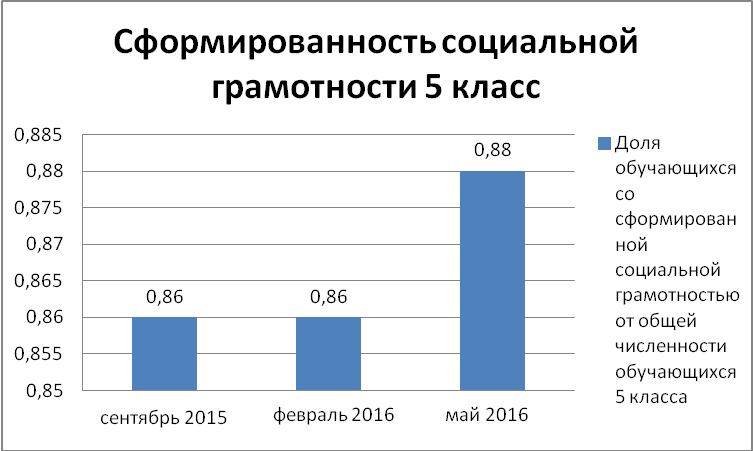 Сформированность социальной
грамотности 5 класс
0,885
0,88
0,875
0,87
0,865
0,86
0,855
0,85
0,86
0,86
0,88
сентябрь 2015
февраль 2016
май 2016
Доля
обучающихся
со
сформирован
ной
социальной
грамотностью
от общей
численности
обучающихся
5 класса